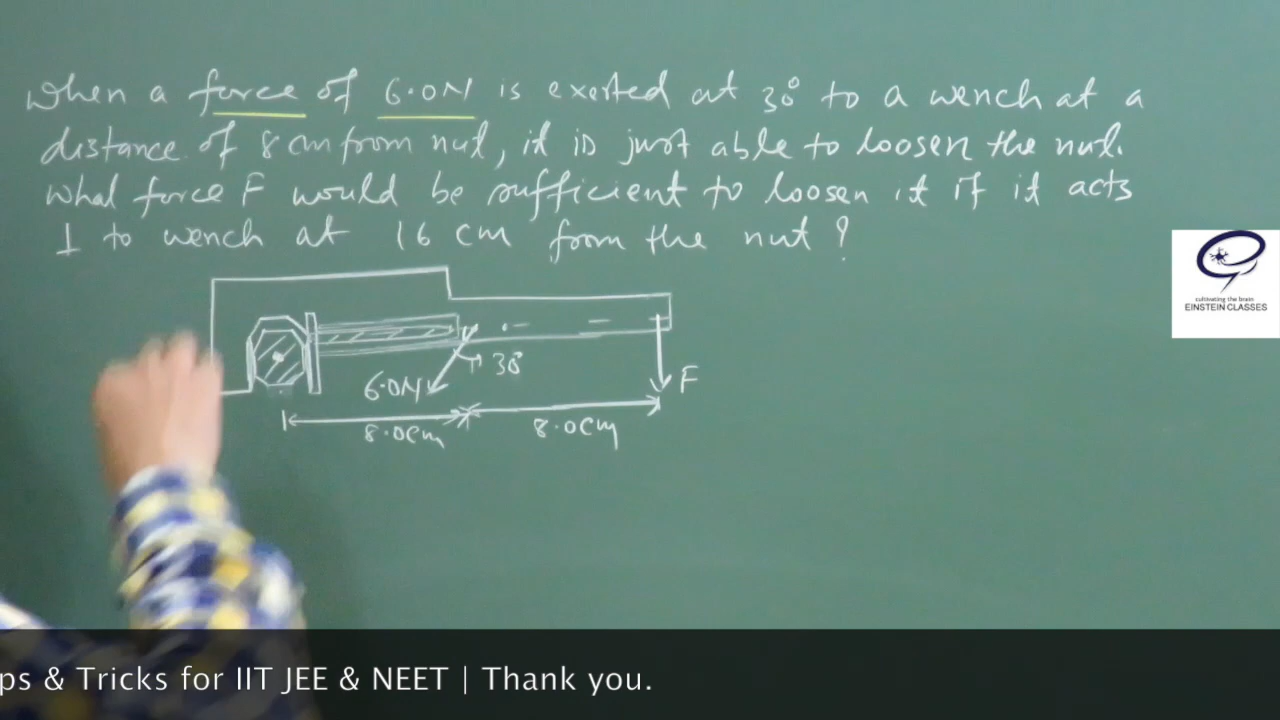 When a force of 6.0N is exerted at 30° to a wench at a
distance of 8 cm from nut, it is just able to loosen the nut.
What force F would be sufficient to loosen it if it acts
⊥ to wench at 16 cm from the nut ?
30°
6.0N
F
8.0cm
8.0cm
cultivating the brain
EINSTEIN CLASSES
ps & Tricks for IIT JEE & NEET | Thank you.